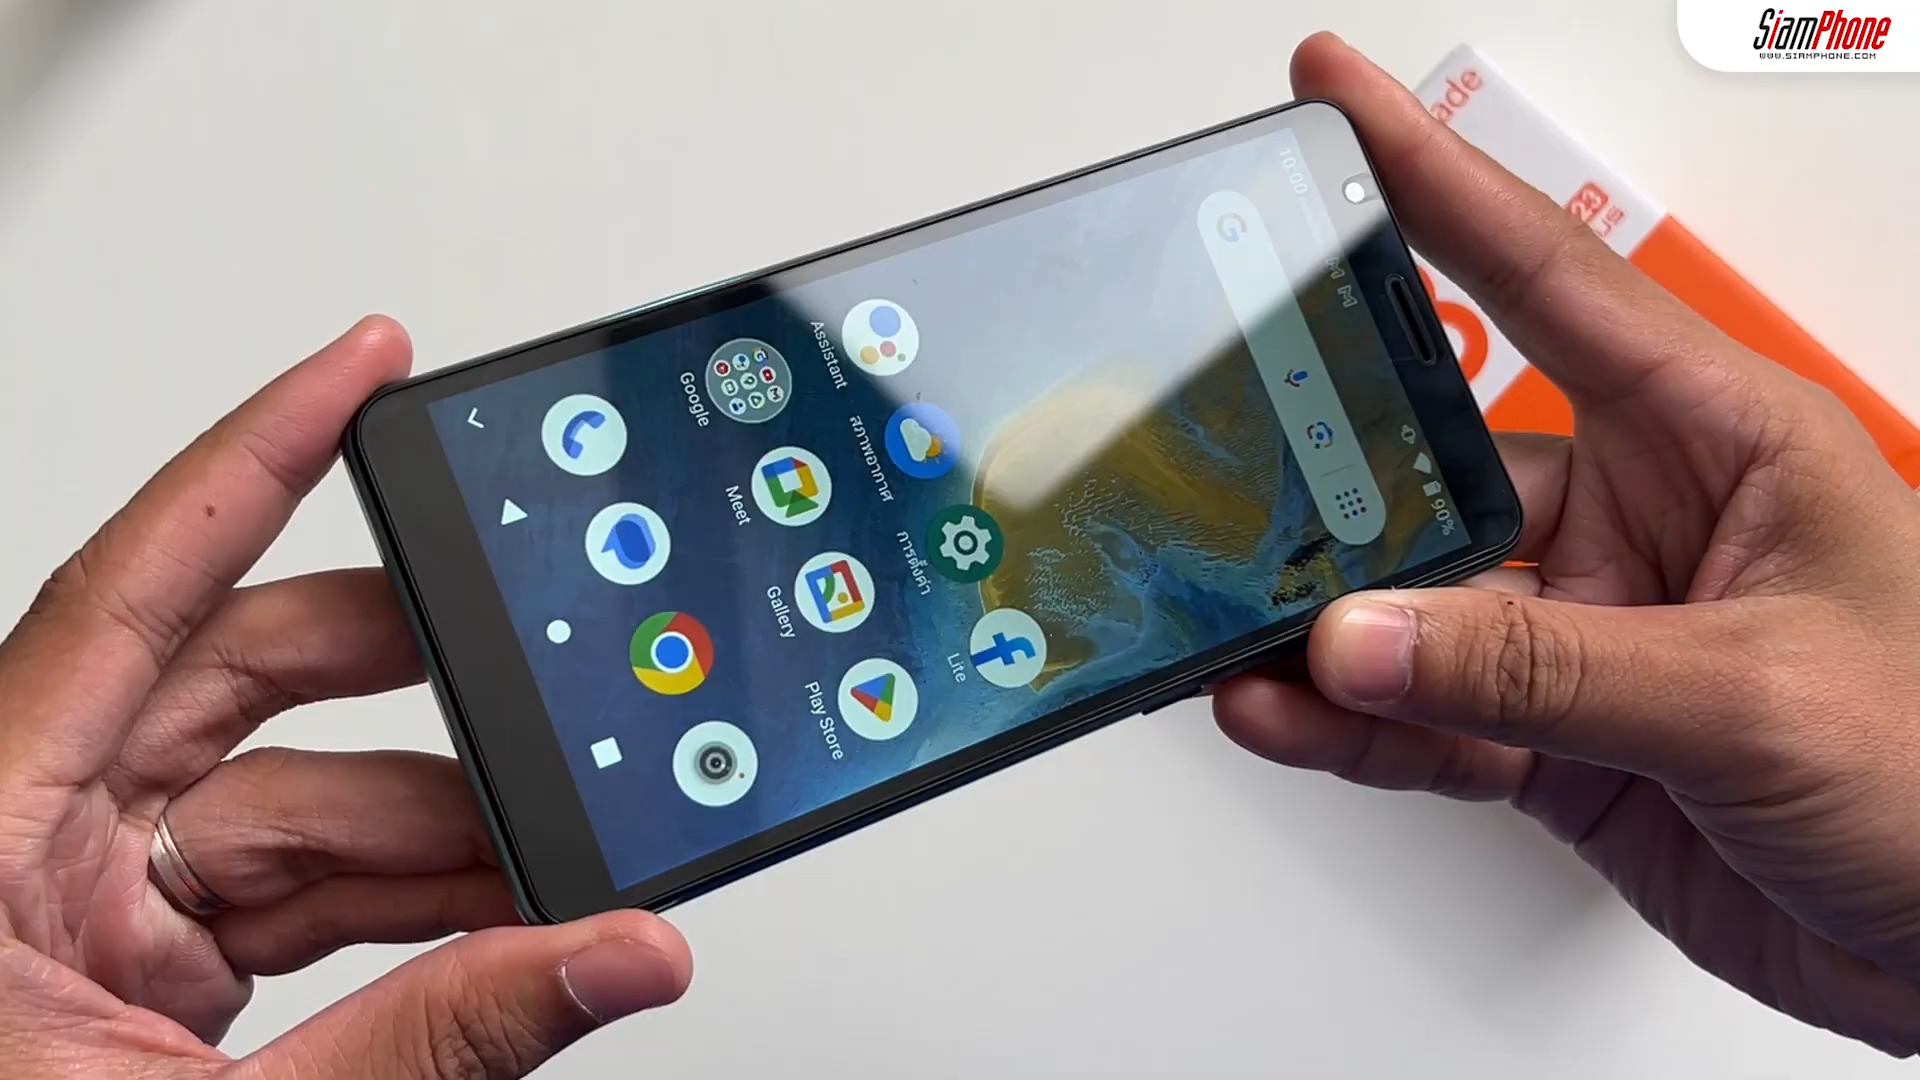 SiamPhone
WWW.SIAMPHONE.COM
10:00
90%
Assistant
สภาพอากาศ
การตั้งค่า
Lite
Google
Meet
Gallery
Play Store
ade
23